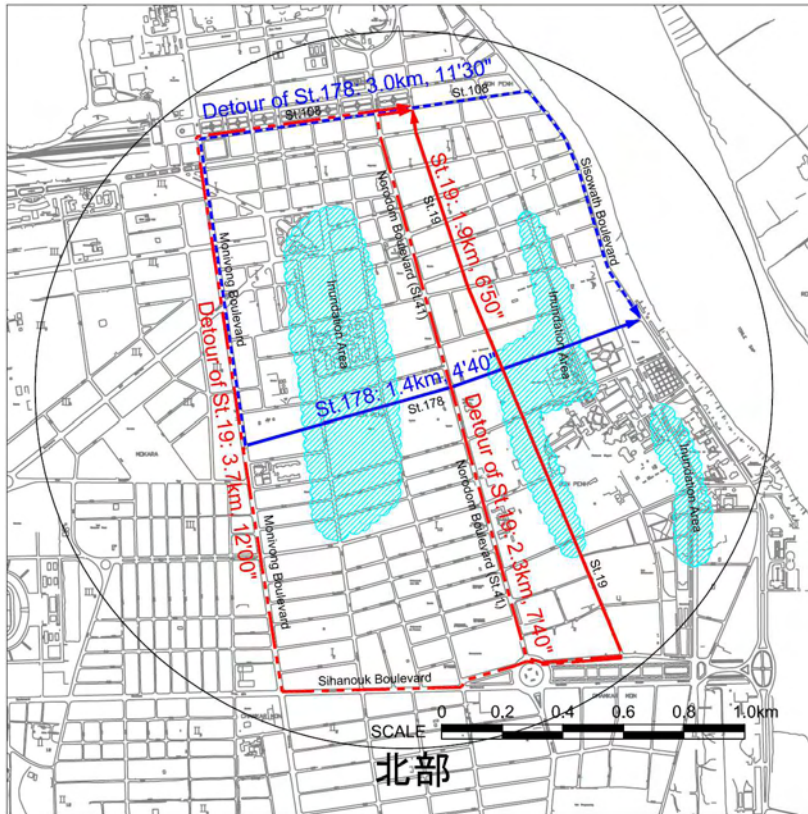 Detour of St.178: 3.0km, 11'30"
St.108
St.108
Sisowath Boulevard
St.19: 1.9km, 6'50"
St.19
Norodom Boulevard (St.41)
Monivong Boulevard
Detour of St.19: 3.7km, 12'00"
Inundation Area
Inundation Area
St.178: 1.4km, 4'40"
St.178
Detour of St.19: 2.3km, 7'40"
Norodom Boulevard (St.41)
Inundation Area
Monivong Boulevard
St.19
MOKARA
Sihanouk Boulevard
SCALE
0 0.2 0.4 0.6 0.8 1.0km
北部